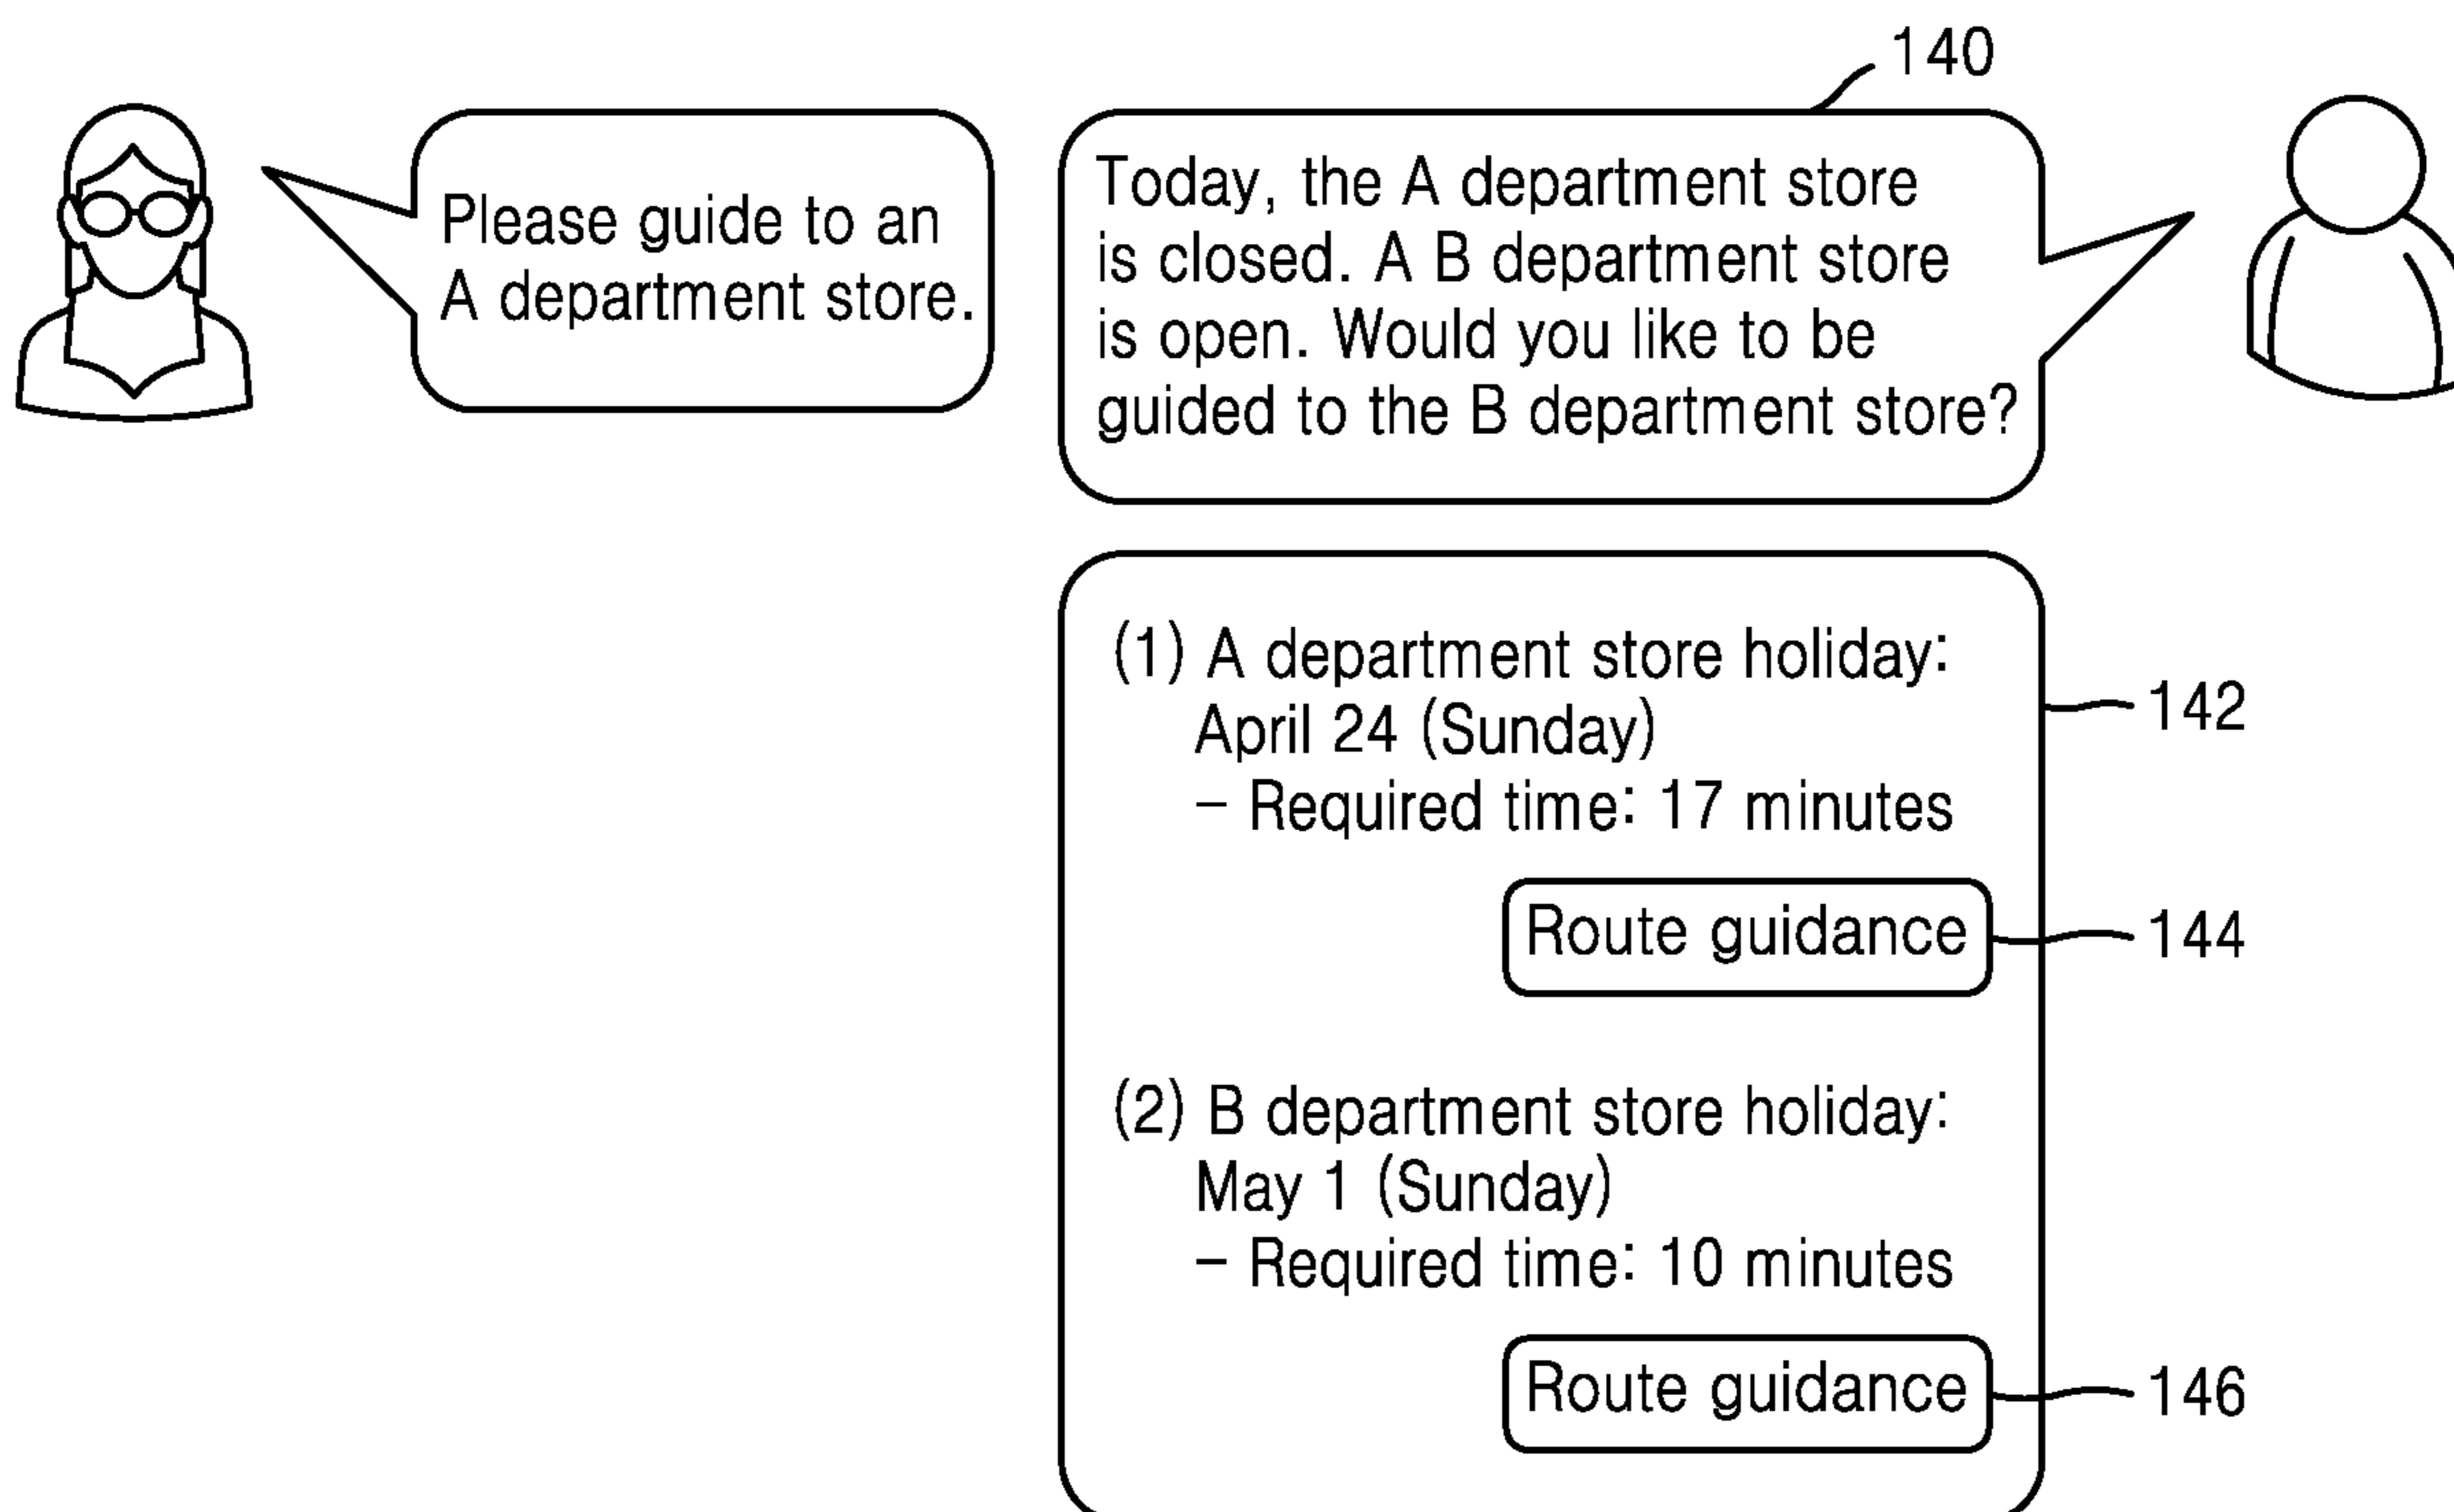 140
Please guide to an
A department store.
Today, the A department store
is closed. A B department store
is open. Would you like to be
guided to the B department store?
(1) A department store holiday:
April 24 (Sunday)
– Required time: 17 minutes
142
Route guidance
144
(2) B department store holiday:
May 1 (Sunday)
– Required time: 10 minutes
Route guidance
146